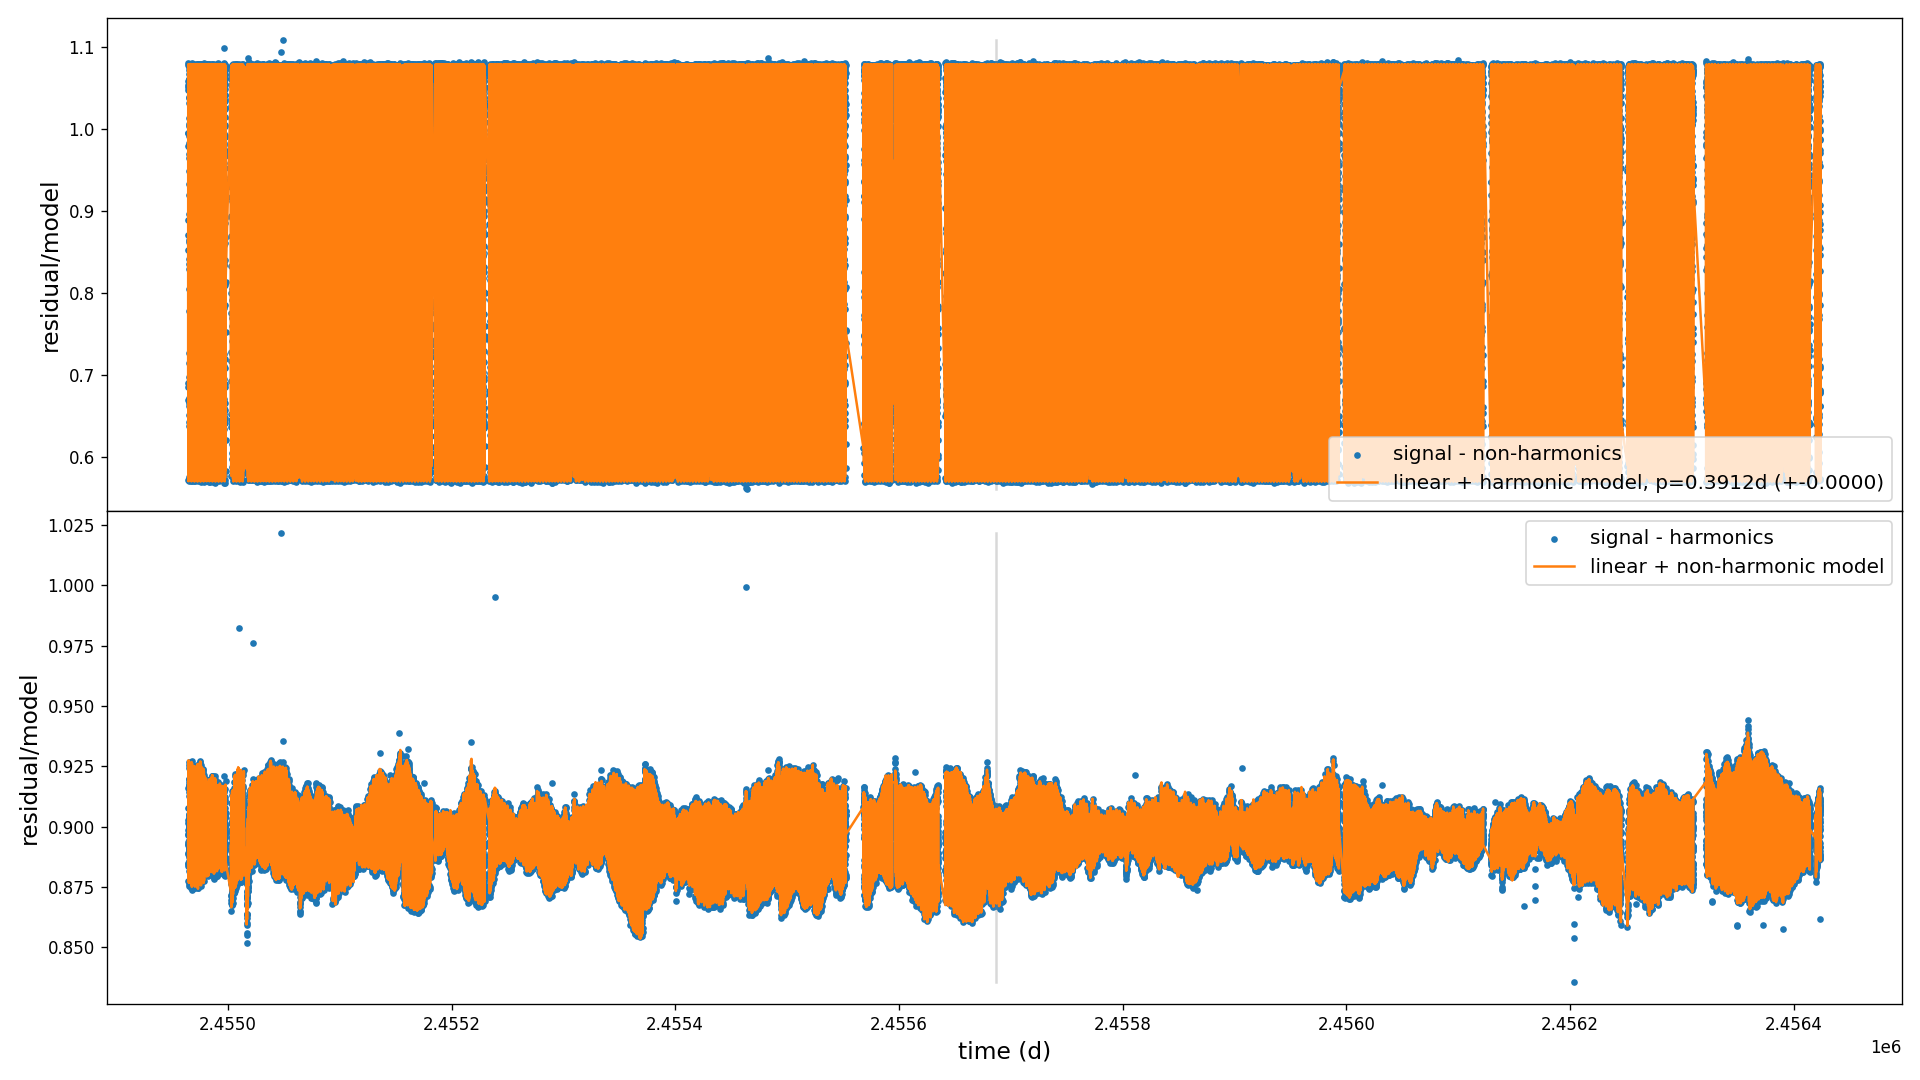 1.1
1.0
0.9
0.8
0.7
0.6
residual/model
signal - non-harmonics
linear + harmonic model, p=0.3912d (+-0.0000)
1.025
1.000
0.975
0.950
0.925
0.900
0.875
0.850
residual/model
signal - harmonics
linear + non-harmonic model
2.4550 2.4552 2.4554 2.4556 2.4558 2.4560 2.4562 2.4564
time (d)
1e6